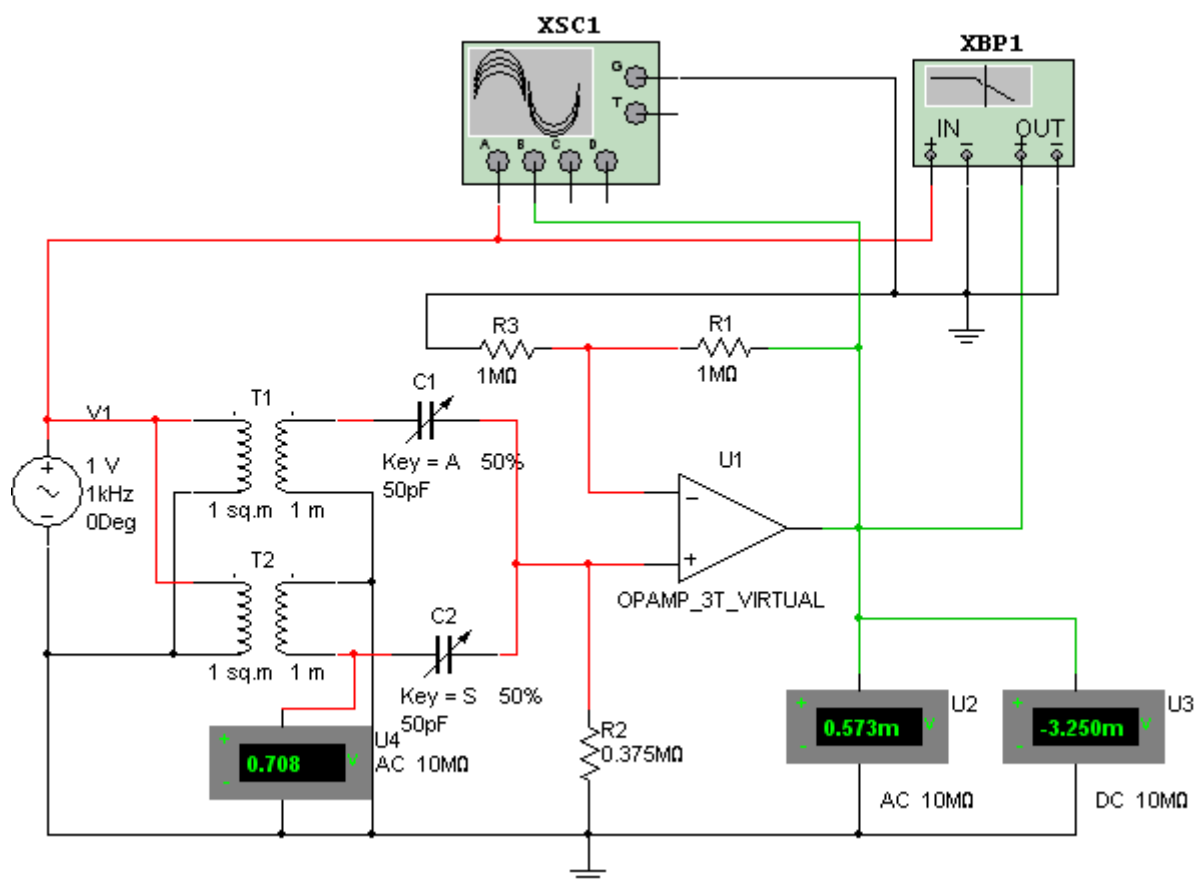 XSC1
XBP1
G
T
A B C D
IN OUT
+ − + −
R3
R1
1MΩ
1MΩ
C1
T1
V1
Key = A 50%
50pF
U1
+
−
1 V
1kHz
0Deg
1 sq.m 1 m
−
+
T2
OPAMP_3T_VIRTUAL
C2
1 sq.m 1 m
Key = S 50%
50pF
+
-
0.708
V
U4
AC 10MΩ
R2
0.375MΩ
+
-
0.573m
V
U2
AC 10MΩ
+
-
-3.250m
V
U3
DC 10MΩ